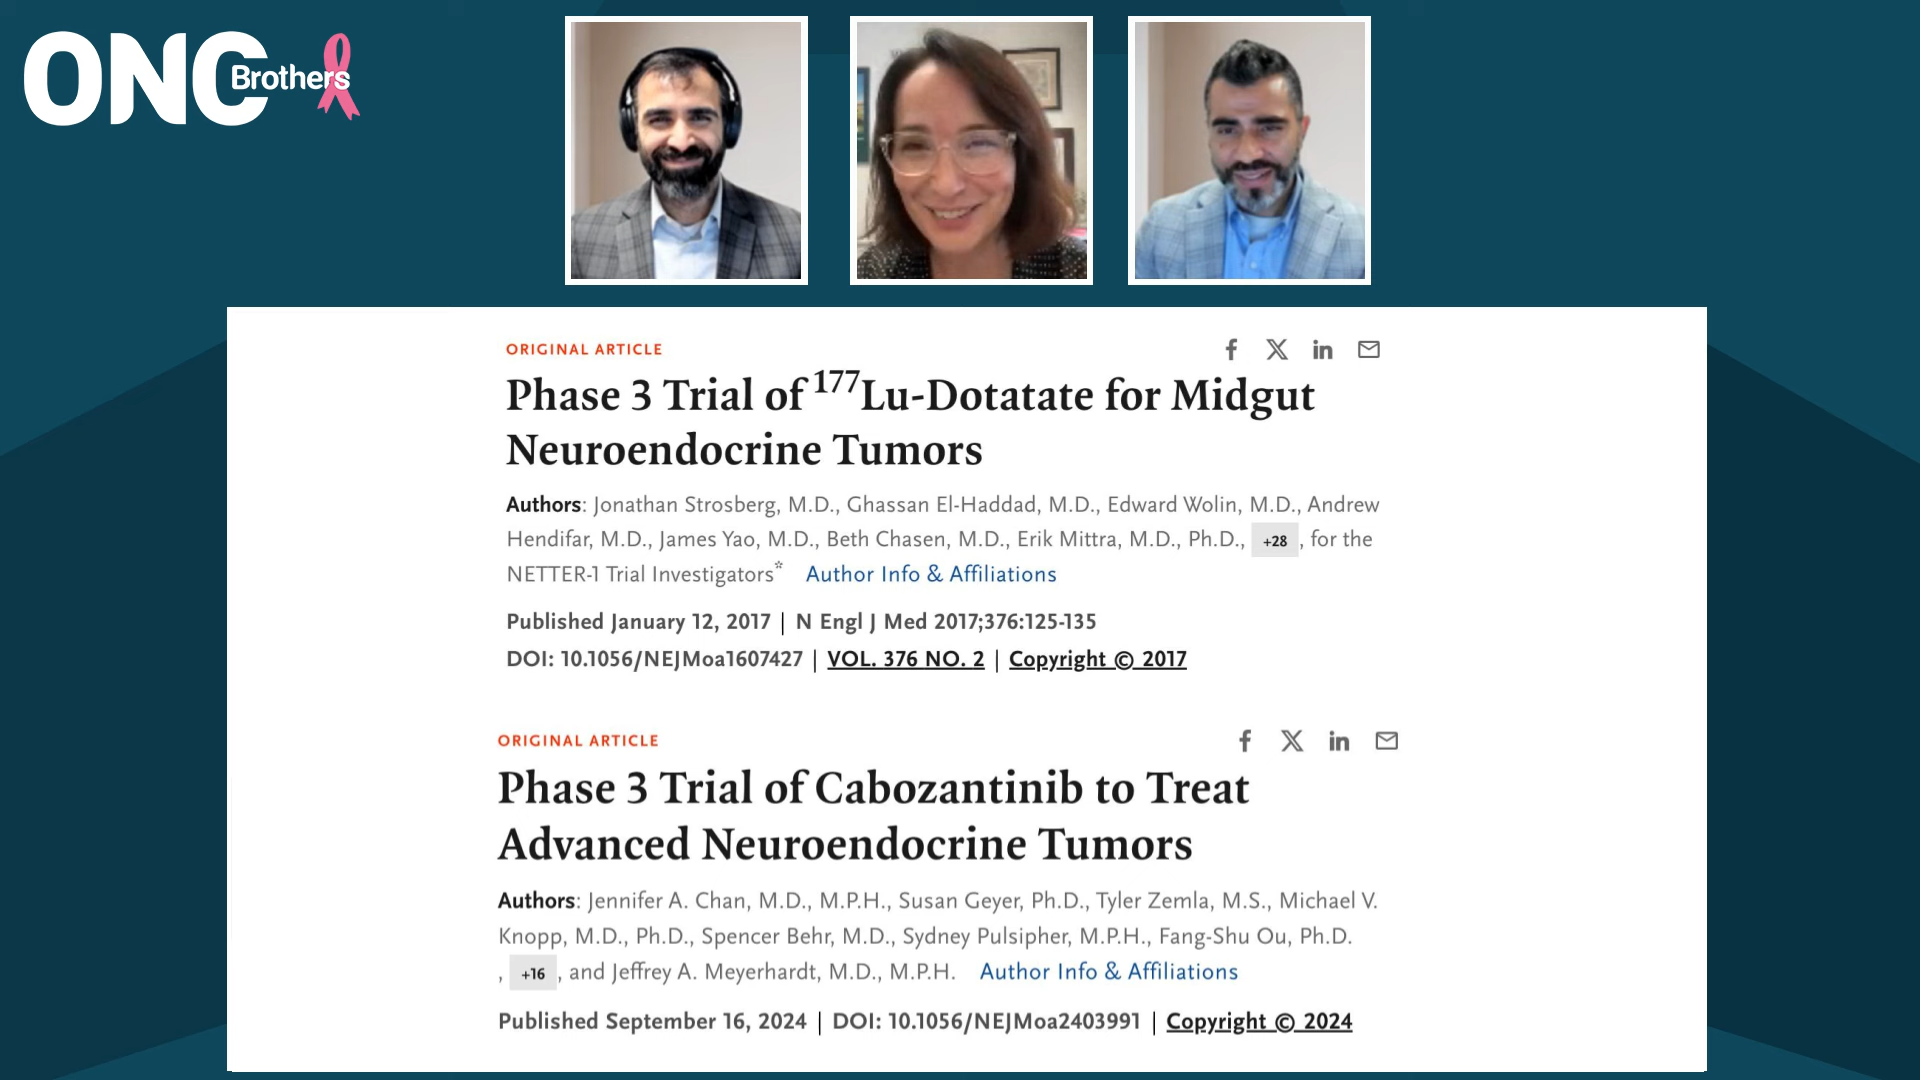 ONC Brothers
ORIGINAL ARTICLE
Phase 3 Trial of ¹⁷⁷Lu-Dotatate for Midgut
Neuroendocrine Tumors
Authors: Jonathan Strosberg, M.D., Ghassan El-Haddad, M.D., Edward Wolin, M.D., Andrew
Hendifar, M.D., James Yao, M.D., Beth Chasen, M.D., Erik Mittra, M.D., Ph.D., +28 , for the
NETTER-1 Trial Investigators* Author Info & Affiliations
Published January 12, 2017 | N Engl J Med 2017;376:125-135
DOI: 10.1056/NEJMoa1607427 | VOL. 376 NO. 2 | Copyright © 2017
ORIGINAL ARTICLE
Phase 3 Trial of Cabozantinib to Treat
Advanced Neuroendocrine Tumors
Authors: Jennifer A. Chan, M.D., M.P.H., Susan Geyer, Ph.D., Tyler Zemla, M.S., Michael V.
Knopp, M.D., Ph.D., Spencer Behr, M.D., Sydney Pulsipher, M.P.H., Fang-Shu Ou, Ph.D.
, +16 , and Jeffrey A. Meyerhardt, M.D., M.P.H. Author Info & Affiliations
Published September 16, 2024 | DOI: 10.1056/NEJMoa2403991 | Copyright © 2024